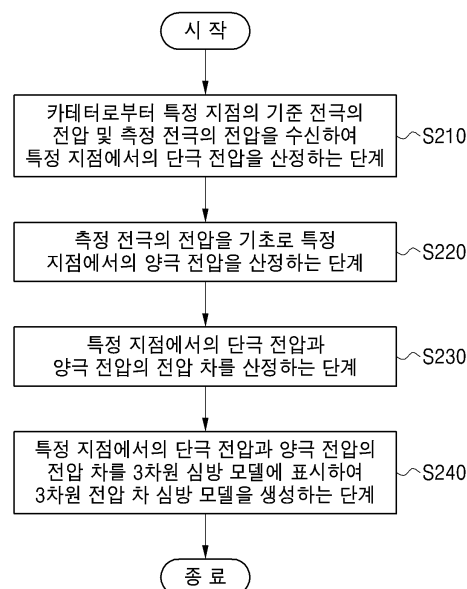 시 작
카테터로부터 특정 지점의 기준 전극의
전압 및 측정 전극의 전압을 수신하여
특정 지점에서의 단극 전압을 산정하는 단계
S210
측정 전극의 전압을 기초로 특정
지점에서의 양극 전압을 산정하는 단계
S220
특정 지점에서의 단극 전압과
양극 전압의 전압 차를 산정하는 단계
S230
특정 지점에서의 단극 전압과 양극 전압의
전압 차를 3차원 심방 모델에 표시하여
3차원 전압 차 심방 모델을 생성하는 단계
S240
종 료